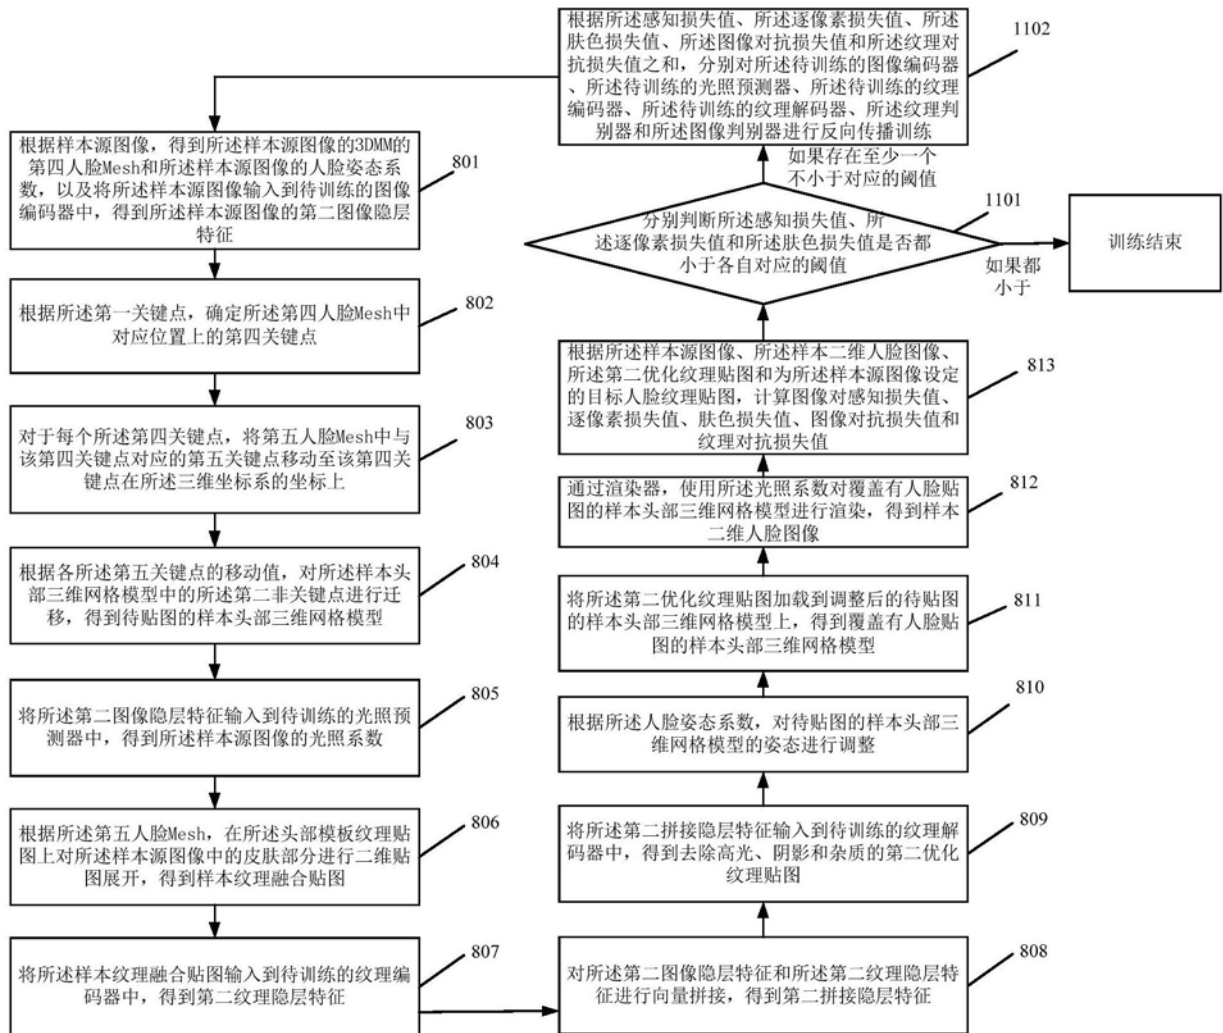 根据样本源图像，得到所述样本源图像的3DMM的
第四人脸Mesh和所述样本源图像的人脸姿态系
数，以及将所述样本源图像输入到待训练的图像
编码器中，得到所述样本源图像的第二图像隐层
特征
801
根据所述第一关键点，确定所述第四人脸Mesh中
对应位置上的第四关键点
802
对于每个所述第四关键点，将第五人脸Mesh中与
该第四关键点对应的第五关键点移动至该第四关
键点在所述三维坐标系的坐标上
803
根据各所述第五关键点的移动值，对所述样本头
部三维网格模型中的所述第二非关键点进行迁
移，得到待贴图的样本头部三维网格模型
804
将所述第二图像隐层特征输入到待训练的光照预
测器中，得到所述样本源图像的光照系数
805
根据所述第五人脸Mesh，在所述头部模板纹理贴
图上对所述样本源图像中的皮肤部分进行二维贴
图展开，得到样本纹理融合贴图
806
将所述样本纹理融合贴图输入到待训练的纹理编
码器中，得到第二纹理隐层特征
807
对所述第二图像隐层特征和所述第二纹理隐层特
征进行向量拼接，得到第二拼接隐层特征
808
将所述第二拼接隐层特征输入到待训练的纹理解
码器中，得到去除高光、阴影和杂质的第二优化
纹理贴图
809
根据所述人脸姿态系数，对待贴图的样本头部三
维网格模型的姿态进行调整
810
将所述第二优化纹理贴图加载到调整后的待贴图
的样本头部三维网格模型上，得到覆盖有人脸贴
图的样本头部三维网格模型
811
通过渲染器，使用所述光照系数对覆盖有人脸贴
图的样本头部三维网格模型进行渲染，得到样本
二维人脸图像
812
根据所述样本源图像、所述样本二维人脸图像、
所述第二优化纹理贴图和为所述样本源图像设定
的目标人脸纹理贴图，计算图像对感知损失值、
逐像素损失值、肤色损失值、图像对抗损失值和
纹理对抗损失值
813
分别判断所述感知损失值、所
述逐像素损失值和所述肤色损失值是否都
小于各自对应的阈值
1101
如果都
小于
训练结束
如果存在至少一个
不小于对应的阈值
根据所述感知损失值、所述逐像素损失值、所述
肤色损失值、所述图像对抗损失值和所述纹理对
抗损失值之和，分别对所述待训练的图像编码器
、所述待训练的光照预测器、所述待训练的纹理
编码器、所述待训练的纹理解码器、所述纹理判
别器和所述图像判别器进行反向传播训练
1102